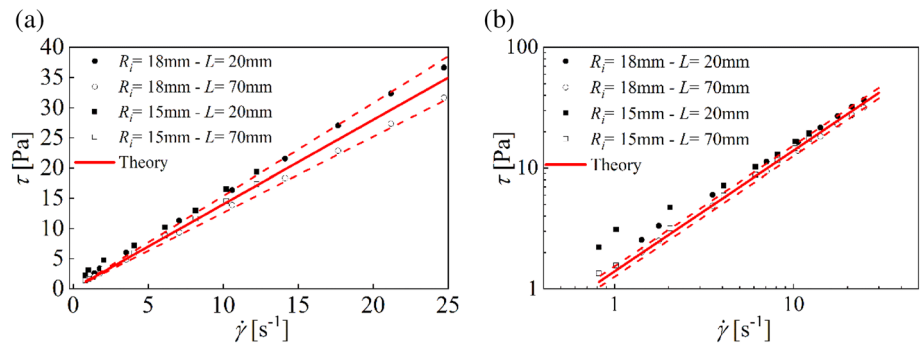 (a)
40
35
30
25
20
15
10
5
0
τ [Pa]
Rᵢ= 18mm - L= 20mm
Rᵢ= 18mm - L= 70mm
Rᵢ= 15mm - L= 20mm
Rᵢ= 15mm - L= 70mm
Theory
0 5 10 15 20 25
γ̇ [s⁻¹]
(b)
100
10
1
τ [Pa]
Rᵢ= 18mm - L= 20mm
Rᵢ= 18mm - L= 70mm
Rᵢ= 15mm - L= 20mm
Rᵢ= 15mm - L= 70mm
Theory
1 10
γ̇ [s⁻¹]